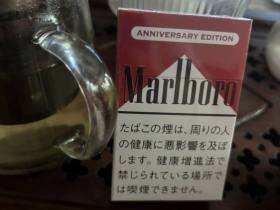 ANNIVERSARY EDITION
Marlboro
たばこの煙は、周りの人
の健康に悪影響を及ぼ
します。健康増進法で
禁じられている場所で
は喫煙できません。